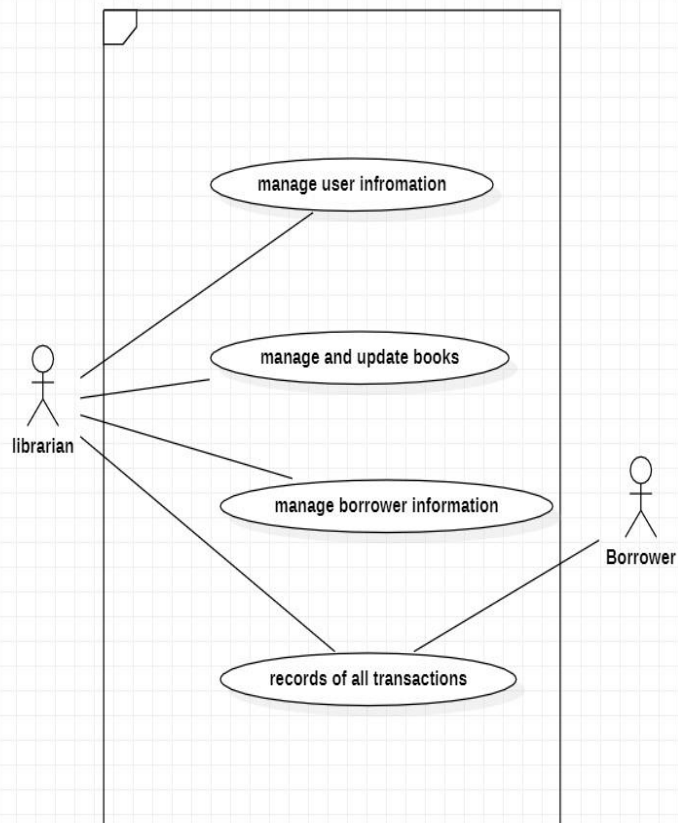 manage user infromation
manage and update books
librarian
manage borrower information
Borrower
records of all transactions